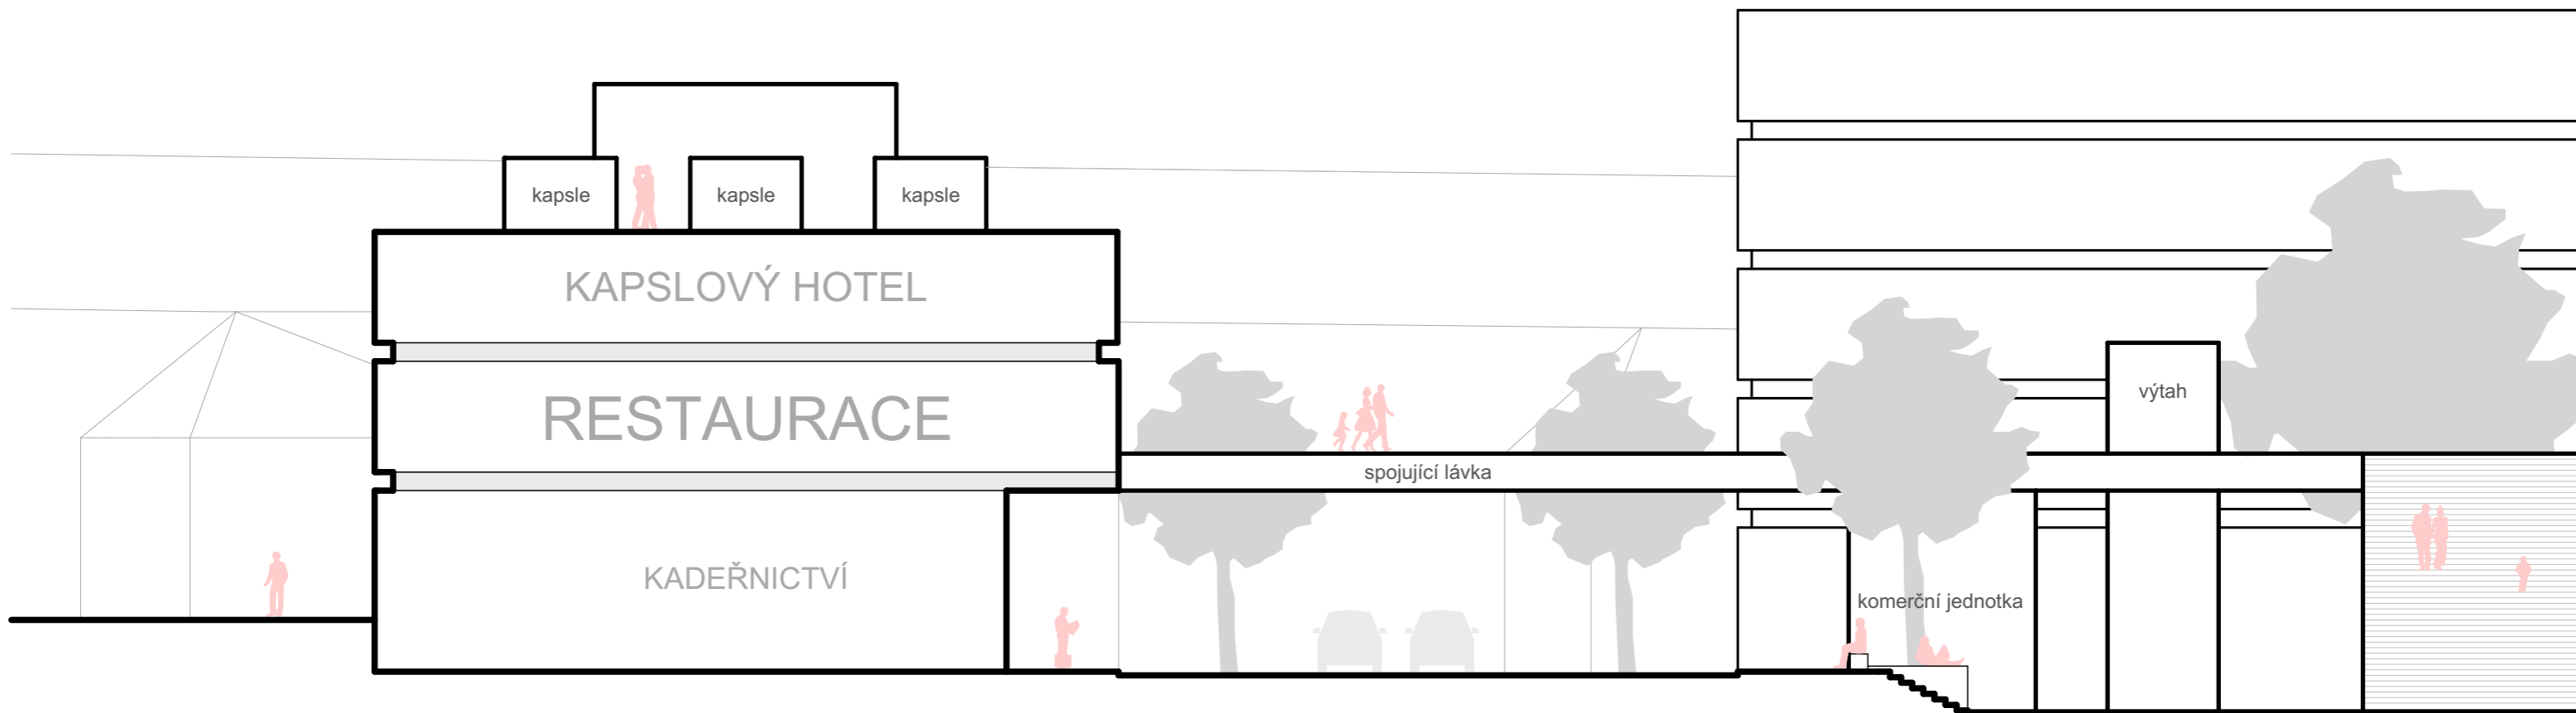 kapsle
kapsle
kapsle
KAPSLOVÝ HOTEL
RESTAURACE
výtah
spojující lávka
KADEŘNICTVÍ
komerční jednotka